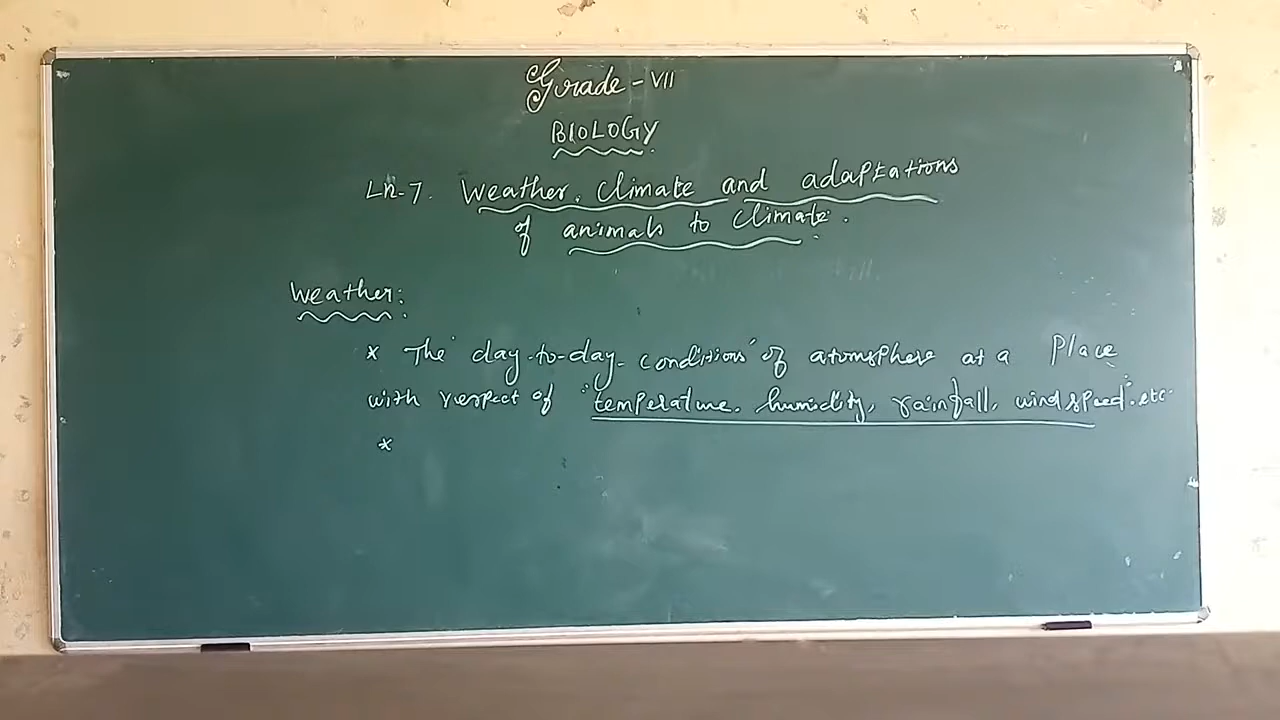 Grade - VII
BIOLOGY
Ln-7. Weather, Climate and adaptations
of animals to Climate.
Weather:
* The day-to-day conditions" of atomsphere at a Place
with respect of "temperature, humidity, rainfall, wind speed".etc.
*